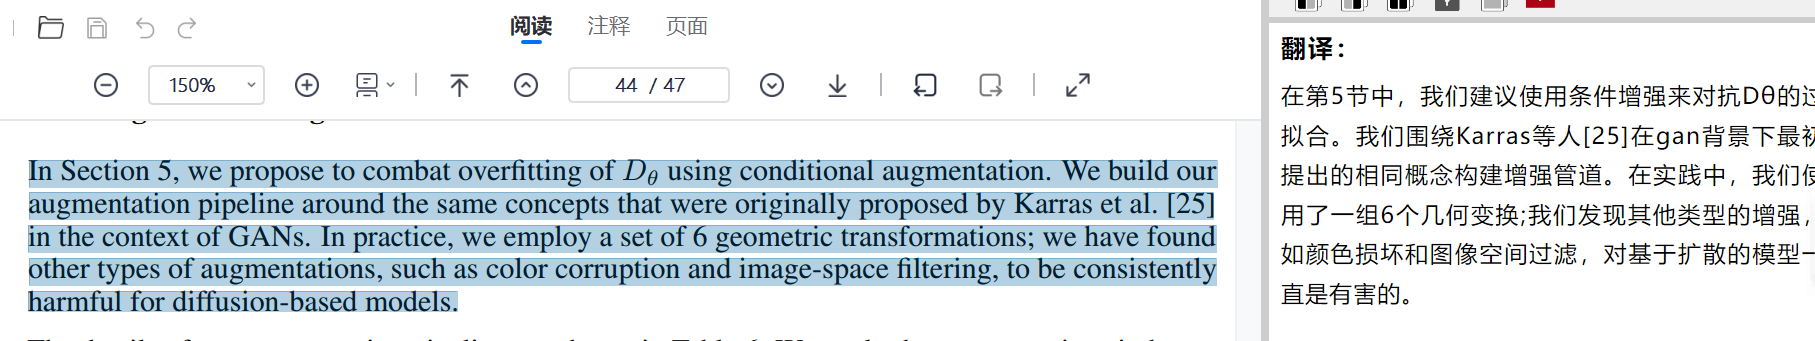 阅读 注释 页面
150% 44 / 47
In Section 5, we propose to combat overfitting of Dθ using conditional augmentation. We build our
augmentation pipeline around the same concepts that were originally proposed by Karras et al. [25]
in the context of GANs. In practice, we employ a set of 6 geometric transformations; we have found
other types of augmentations, such as color corruption and image-space filtering, to be consistently
harmful for diffusion-based models.
翻译：
在第5节中，我们建议使用条件增强来对抗Dθ的过
拟合。我们围绕Karras等人[25]在gan背景下最初
提出的相同概念构建增强管道。在实践中，我们使
用了一组6个几何变换;我们发现其他类型的增强，
如颜色损坏和图像空间过滤，对基于扩散的模型一
直是有害的。